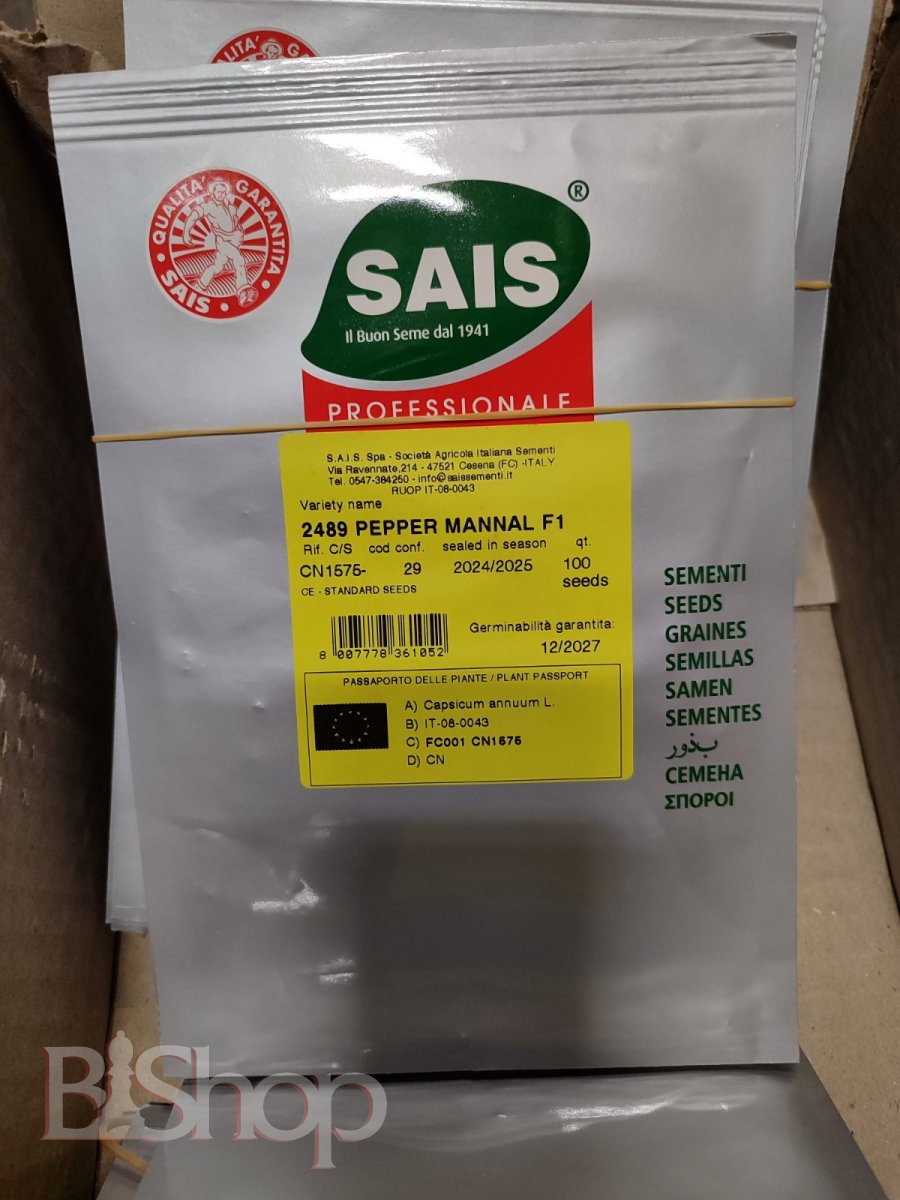 QUALITA' GARANTITA
SAIS
SAIS ®
Il Buon Seme dal 1941
PROFESSIONALE
S.A.I.S. Spa - Società Agricola Italiana Sementi
Via Ravennate,214 - 47521 Cesena (FC) -ITALY
Tel. 0547-384250 - info@saissementi.it
RUOP IT-08-0043
Variety name
2489 PEPPER MANNAL F1
Rif. C/S cod conf. sealed in season qt.
CN1575- 29 2024/2025 100
seeds
CE - STANDARD SEEDS
Germinabilità garantita:
12/2027
8 007778 361052
PASSAPORTO DELLE PIANTE / PLANT PASSPORT
A) Capsicum annuum L.
B) IT-08-0043
C) FC001 CN1575
D) CN
SEMENTI
SEEDS
GRAINES
SEMILLAS
SAMEN
SEMENTES
بذور
СЕМЕНА
ΣΠΟΡΟΙ
BiShop